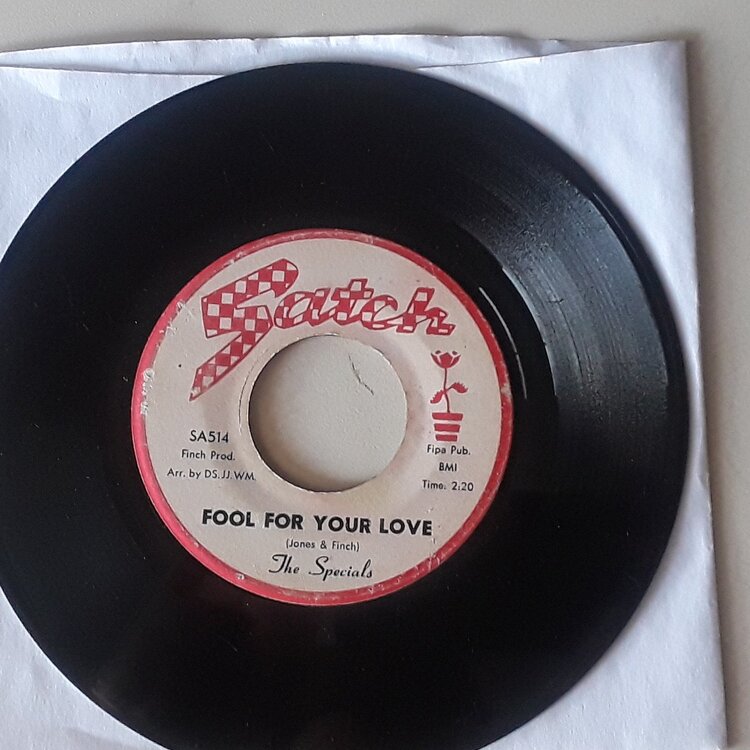 Satch
SA514
Finch Prod.
Arr. by DS.JJ.WM.
Fipa Pub.
BMI
Time: 2:20
FOOL FOR YOUR LOVE
(Jones & Finch)
The Specials